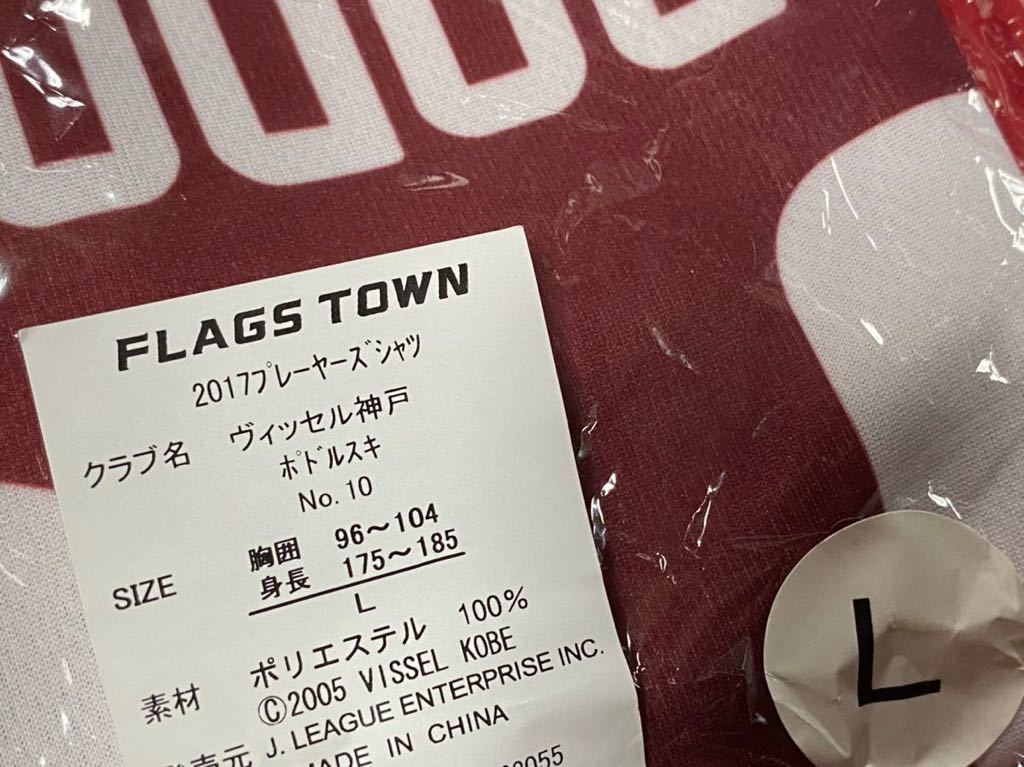 FLAGS TOWN
2017プレーヤーズシャツ
クラブ名 ヴィッセル神戸
ポドルスキ
No.10
SIZE 胸囲 96～104
身長 175～185
L
素材 ポリエステル 100%
©2005 VISSEL KOBE
売元 J. LEAGUE ENTERPRISE INC.
MADE IN CHINA
L